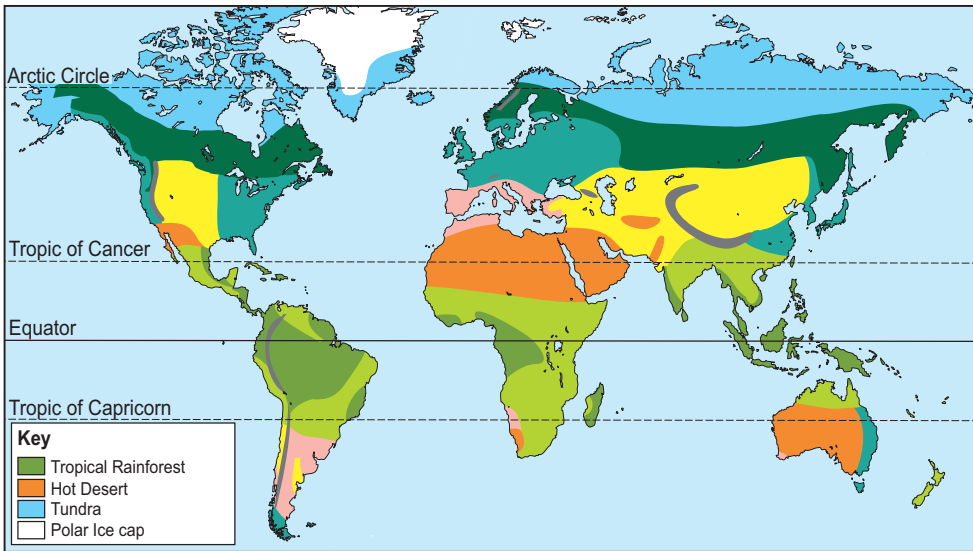 Arctic Circle
Tropic of Cancer
Equator
Tropic of Capricorn
Key
Tropical Rainforest
Hot Desert
Tundra
Polar Ice cap